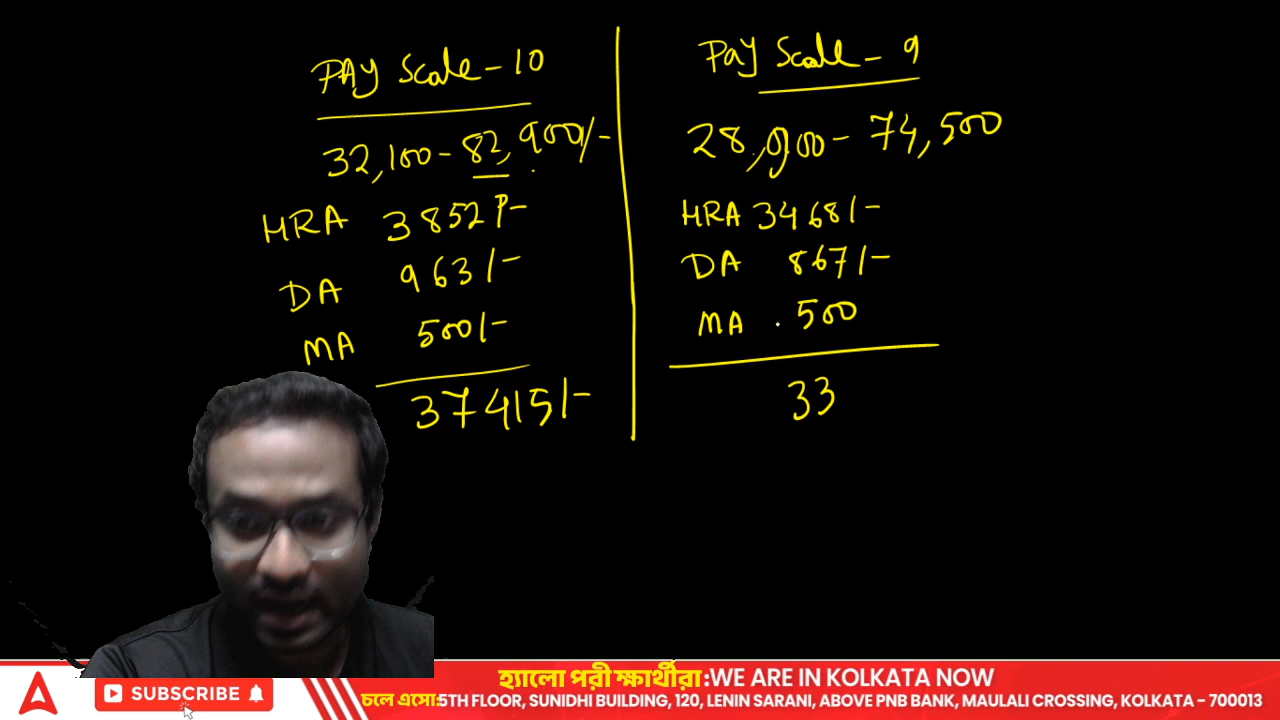 PAY Scale - 10
32,100 - 82,900/-
HRA 3852/-
DA 963/-
MA 500/-
37415/-
Pay Scale - 9
28,900 - 74,500
HRA 3468/-
DA 867/-
MA 500
33
হ্যালো পরীক্ষার্থীরা:WE ARE IN KOLKATA NOW
SUBSCRIBE
চলে এসো:5TH FLOOR, SUNIDHI BUILDING, 120, LENIN SARANI, ABOVE PNB BANK, MAULALI CROSSING, KOLKATA - 700013